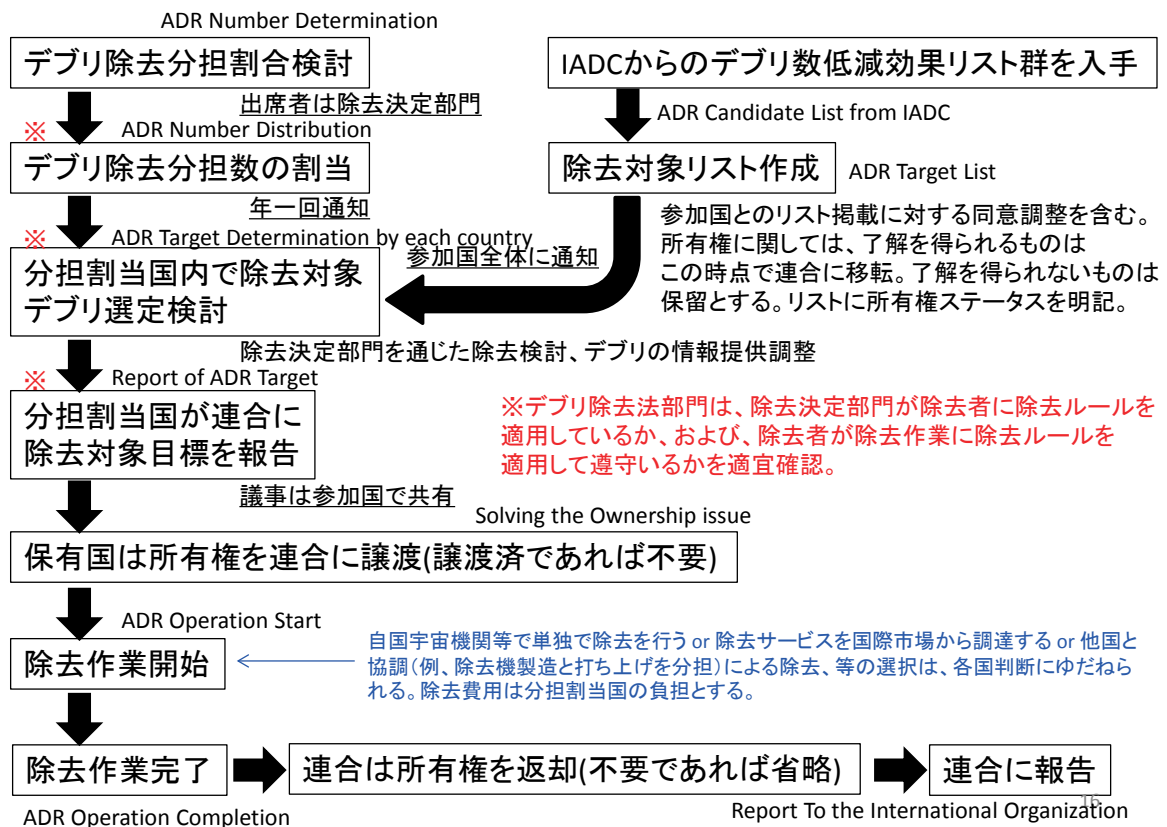 ADR Number Determination
デブリ除去分担割合検討
出席者は除去決定部門
※
ADR Number Distribution
デブリ除去分担数の割当
年一回通知
※
ADR Target Determination by each country
分担割当国内で除去対象
デブリ選定検討
IADCからのデブリ数低減効果リスト群を入手
ADR Candidate List from IADC
除去対象リスト作成
ADR Target List
参加国とのリスト掲載に対する同意調整を含む。
所有権に関しては、了解を得られるものは
この時点で連合に移転。了解を得られないものは
保留とする。リストに所有権ステータスを明記。
参加国全体に通知
除去決定部門を通じた除去検討、デブリの情報提供調整
※
Report of ADR Target
分担割当国が連合に
除去対象目標を報告
※デブリ除去法部門は、除去決定部門が除去者に除去ルールを
適用しているか、および、除去者が除去作業に除去ルールを
適用して遵守いるかを適宜確認。
議事は参加国で共有
Solving the Ownership issue
保有国は所有権を連合に譲渡(譲渡済であれば不要)
ADR Operation Start
除去作業開始
自国宇宙機関等で単独で除去を行う or 除去サービスを国際市場から調達する or 他国と
協調(例、除去機製造と打ち上げを分担)による除去、等の選択は、各国判断にゆだねら
れる。除去費用は分担割当国の負担とする。
除去作業完了
連合は所有権を返却(不要であれば省略)
連合に報告
ADR Operation Completion
Report To the International Organization
16